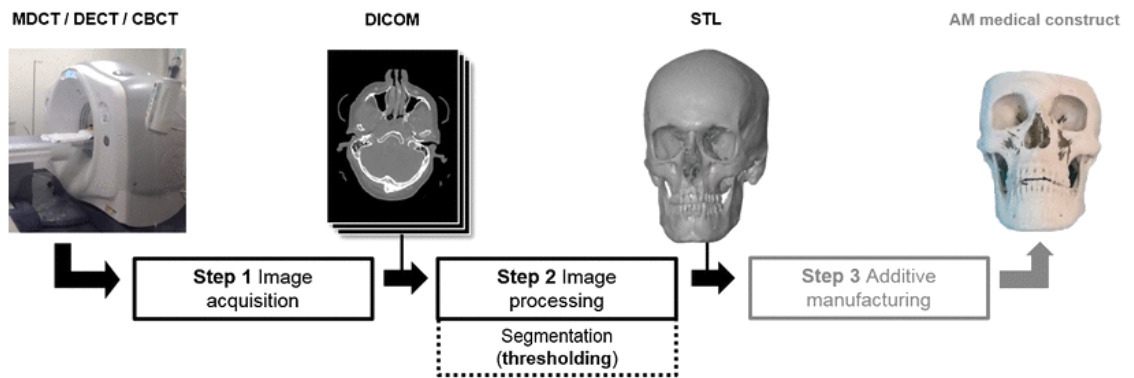 MDCT / DECT / CBCT
DICOM
STL
AM medical construct
Step 1 Image
acquisition
Step 2 Image
processing
Step 3 Additive
manufacturing
Segmentation
(thresholding)